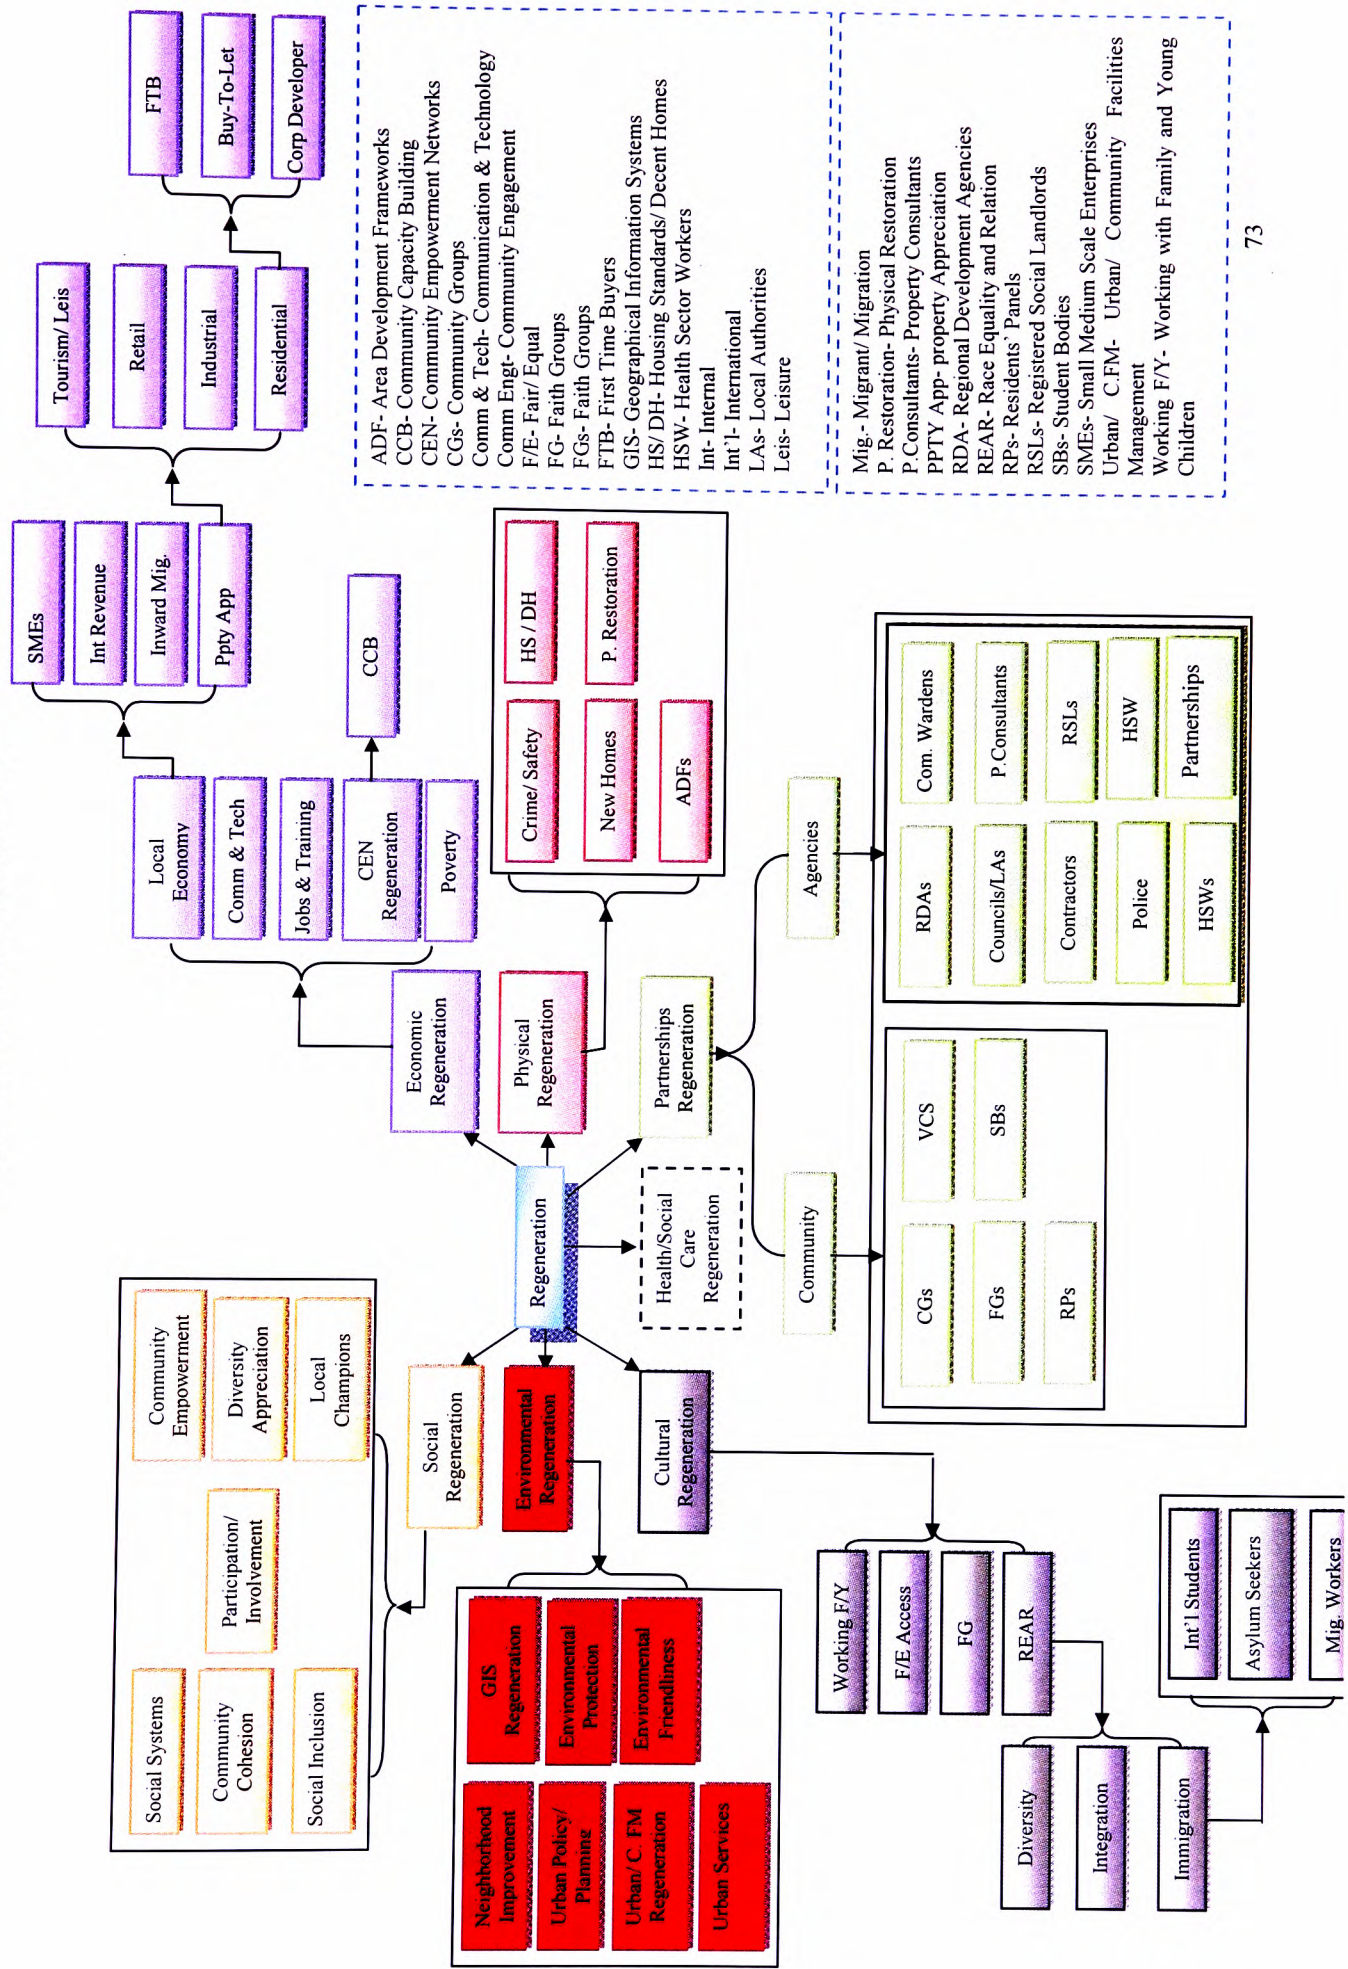 Social Systems
Community
Cohesion
Social Inclusion
Participation/
Involvement
Community
Empowerment
Diversity
Appreciation
Local
Champions
Social
Regeneration
Neighborhood
Improvement
Urban Policy/
Planning
Urban/ C. FM
Regeneration
Urban Services
GIS
Regeneration
Environmental
Protection
Environmental
Friendliness
Environmental
Regeneration
Cultural
Regeneration
Working F/Y
F/E Access
FG
REAR
Diversity
Integration
Immigration
Int'l Students
Asylum Seekers
Mig. Workers
Regeneration
Health/Social
Care
Regeneration
Economic
Regeneration
Local
Economy
Comm & Tech
Jobs & Training
CEN
Regeneration
Poverty
CCB
SMEs
Int Revenue
Inward Mig.
Ppty App
Tourism/ Leis
Retail
Industrial
Residential
FTB
Buy-To-Let
Corp Developer
Physical
Regeneration
Crime/ Safety
HS / DH
New Homes
P. Restoration
ADFs
Partnerships
Regeneration
Community
Agencies
CGs
VCS
FGs
SBs
RPs
RDAs
Com. Wardens
Councils/LAs
P.Consultants
Contractors
RSLs
Police
HSW
HSWs
Partnerships
ADF- Area Development Frameworks
CCB- Community Capacity Building
CEN- Community Empowerment Networks
CGs- Community Groups
Comm & Tech- Communication & Technology
Comm Engt- Community Engagement
F/E- Fair/ Equal
FG- Faith Groups
FGs- Faith Groups
FTB- First Time Buyers
GIS- Geographical Information Systems
HS/ DH- Housing Standards/ Decent Homes
HSW- Health Sector Workers
Int- Internal
Int'l- International
LAs- Local Authorities
Leis- Leisure
Mig.- Migrant/ Migration
P. Restoration- Physical Restoration
P.Consultants- Property Consultants
PPTY App- property Appreciation
RDA- Regional Development Agencies
REAR- Race Equality and Relation
RPs- Residents' Panels
RSLs- Registered Social Landlords
SBs- Student Bodies
SMEs- Small Medium Scale Enterprises
Urban/ C.FM- Urban/ Community Facilities
Management
Working F/Y- Working with Family and Young
Children
73